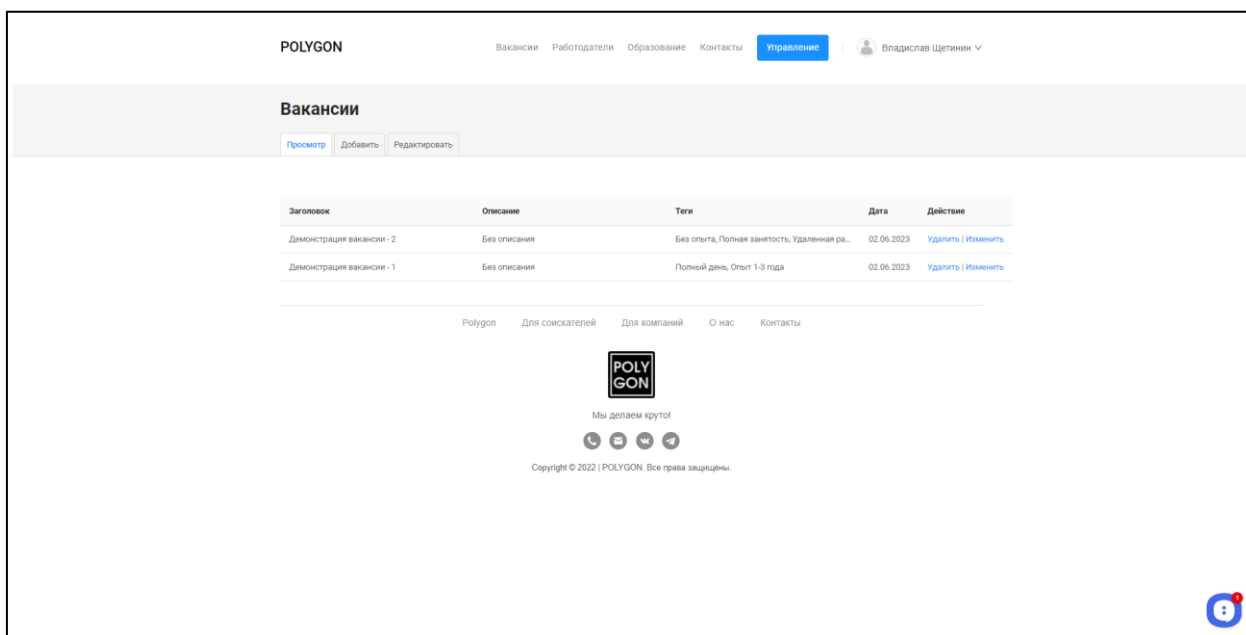 POLYGON Вакансии Работодатели Образование Контакты Управление Владислав Щетинин
Вакансии
Просмотр Добавить Редактировать
Заголовок Описание Теги Дата Действие
Демонстрация вакансии - 2 Без описания Без опыта, Полная занятость, Удаленная ра... 02.06.2023 Удалить | Изменить
Демонстрация вакансии - 1 Без описания Полный день, Опыт 1-3 года 02.06.2023 Удалить | Изменить
Polygon Для соискателей Для компаний О нас Контакты
POLY
GON
Мы делаем круто!
Copyright © 2022 | POLYGON. Все права защищены.
1